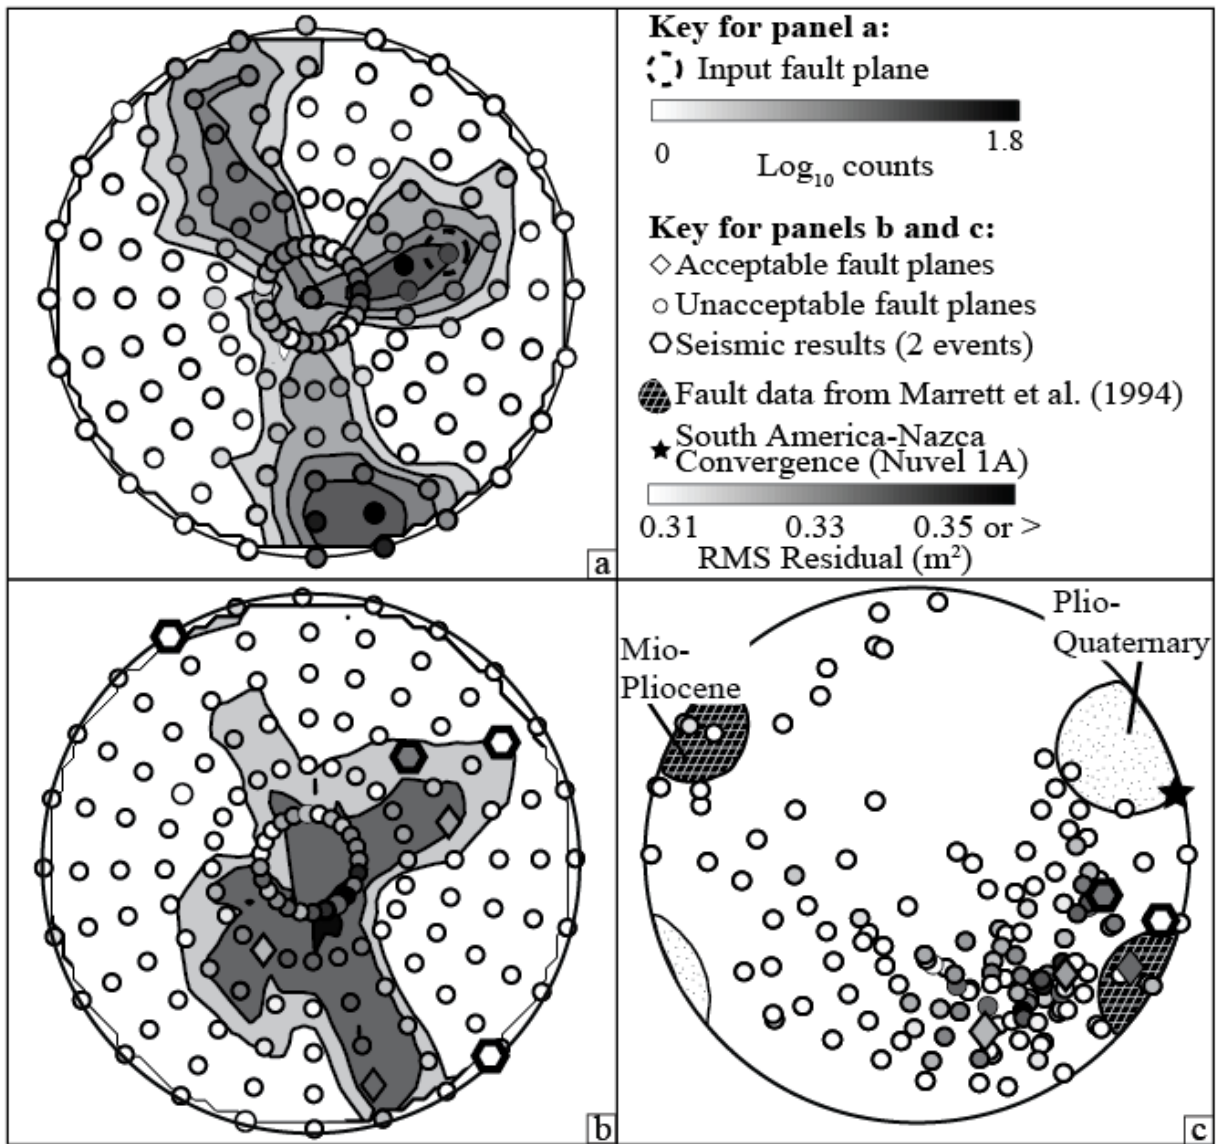 Key for panel a:
Input fault plane
0
1.8
Log10 counts
Key for panels b and c:
Acceptable fault planes
Unacceptable fault planes
Seismic results (2 events)
Fault data from Marrett et al. (1994)
South America-Nazca
Convergence (Nuvel 1A)
0.31 0.33 0.35 or >
RMS Residual (m²)
a
b
Mio-
Pliocene
Plio-
Quaternary
c